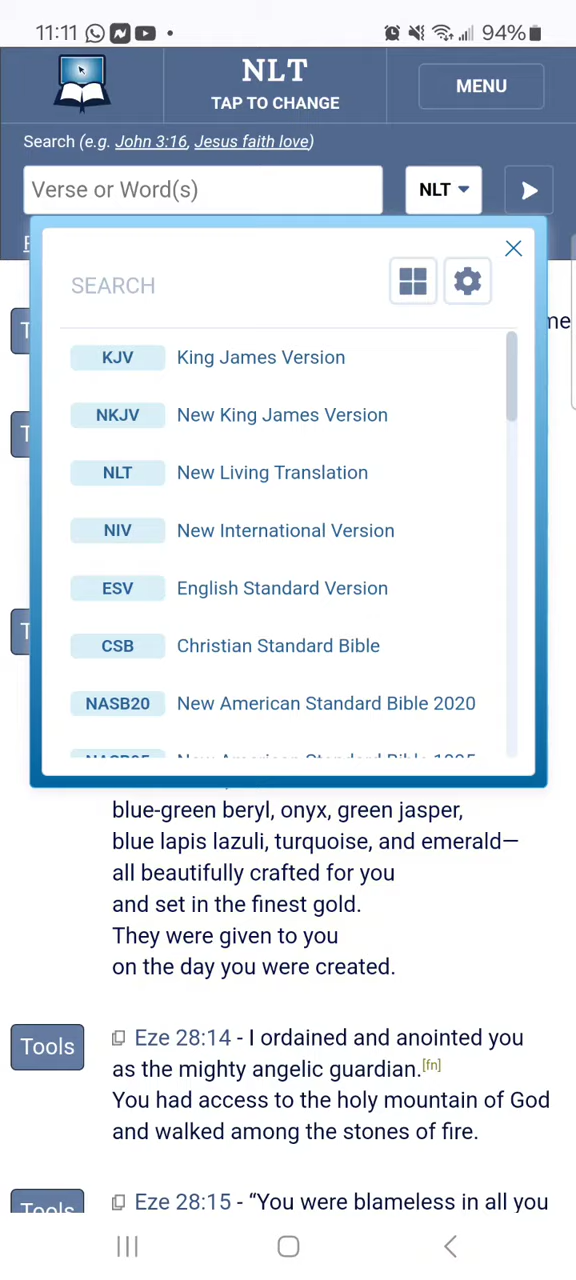 11:11 94%
NLT
TAP TO CHANGE
MENU
Search (e.g. John 3:16, Jesus faith love)
Verse or Word(s)
NLT
SEARCH
me
KJV King James Version
NKJV New King James Version
NLT New Living Translation
NIV New International Version
ESV English Standard Version
CSB Christian Standard Bible
NASB20 New American Standard Bible 2020
blue-green beryl, onyx, green jasper,
blue lapis lazuli, turquoise, and emerald—
all beautifully crafted for you
and set in the finest gold.
They were given to you
on the day you were created.
Tools
Eze 28:14 - I ordained and anointed you
as the mighty angelic guardian.[fn]
You had access to the holy mountain of God
and walked among the stones of fire.
Tools
Eze 28:15 - “You were blameless in all you